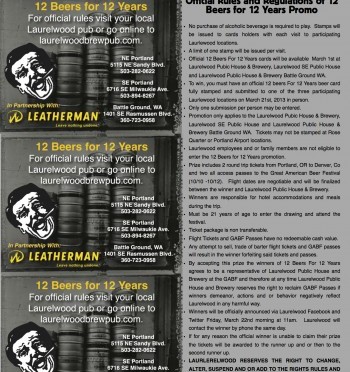 12 Beers for 12 Years
For official rules visit your local
Laurelwood pub or go online to
laurelwoodbrewpub.com.
NE Portland
5115 NE Sandy Blvd.
503-282-0622
SE Portland
6716 SE Milwaukie Ave.
503-894-8267
Battle Ground, WA
1401 SE Rasmussen Blvd.
360-723-0958
In Partnership With:
LEATHERMAN
Leave nothing undone.
12 Beers for 12 Years
For official rules visit your local
Laurelwood pub or go online to
laurelwoodbrewpub.com.
NE Portland
5115 NE Sandy Blvd.
503-282-0622
SE Portland
6716 SE Milwaukie Ave.
503-894-8267
Battle Ground, WA
1401 SE Rasmussen Blvd.
360-723-0958
In Partnership With:
LEATHERMAN
Leave nothing undone.
12 Beers for 12 Years
For official rules visit your local
Laurelwood pub or go online to
laurelwoodbrewpub.com.
NE Portland
5115 NE Sandy Blvd.
503-282-0622
SE Portland
6716 SE Milwaukie Ave.
503-894-8267
Official Rules and Regulations of 12
Beers for 12 Years Promo
No purchase of alcoholic beverage is required to play. Stamps will
be issued to cards holders with each visit to participating
Laurelwood locations.
A limit of one stamp will be issued per visit.
Official 12 Beers For 12 Years cards will be available March 1st at
Laurelwood Public House & Brewery, Laurelwood SE Public House
and Laurelwood Public House & Brewery Battle Ground WA.
To win, you must have an official 12 Beers For 12 Years beer card
fully stamped and submitted to one of the three participating
Laurelwood locations on March 21st, 2013 in person.
Only one submission per person may be entered.
Promotion only applies to the Laurelwood Public House & Brewery,
Laurelwood SE Public House and Laurelwood Public House &
Brewery Battle Ground WA. Tickets may not be stamped at Rose
Quarter or Portland Airport locations.
Laurelwood employees and or family members are not eligible to
enter the 12 Beers for 12 Years promotion.
Prize includes 2 round trip tickets from Portland, OR to Denver, Co
and two all access passes to the Great American Beer Festival
(10/10 -10/12). Flight dates are negotiable and will be finalized
between the winner and Laurelwood Public House & Brewery.
Winners are responsible for hotel accommodations and meals
during the trip.
Must be 21 years of age to enter the drawing and attend the
festival.
Ticket package is non transferable.
Flight Tickets and GABF Passes have no redeemable cash value.
Any attempt to sell, trade or barter flight tickets and GABF passes
will result in the winner forfeiting said tickets and passes.
By accepting this prize the winners of 12 Beers For 12 Years
agrees to be a representative of Laurelwood Public House and
Brewery at the GABF and therefore at any time Laurelwood Public
House and Brewery reserves the right to reclaim GABF Passes if
winners demeanor, actions and or behavior negatively reflect
Laurelwood in any harmful way.
Winners will be officially announced via Laurelwood Facebook and
Twitter Friday, March 22nd morning at 11am. Laurelwood will
contact the winner by phone the same day.
If for any reason the official winner is unable to claim their prize
the tickets will be awarded to the runner up and or then to the
second runner up.
LAURLERLWOOD RESERVES THE RIGHT TO CHANGE,
ALTER, SUSPEND AND OR ADD TO THE RIGHTS RULES AND